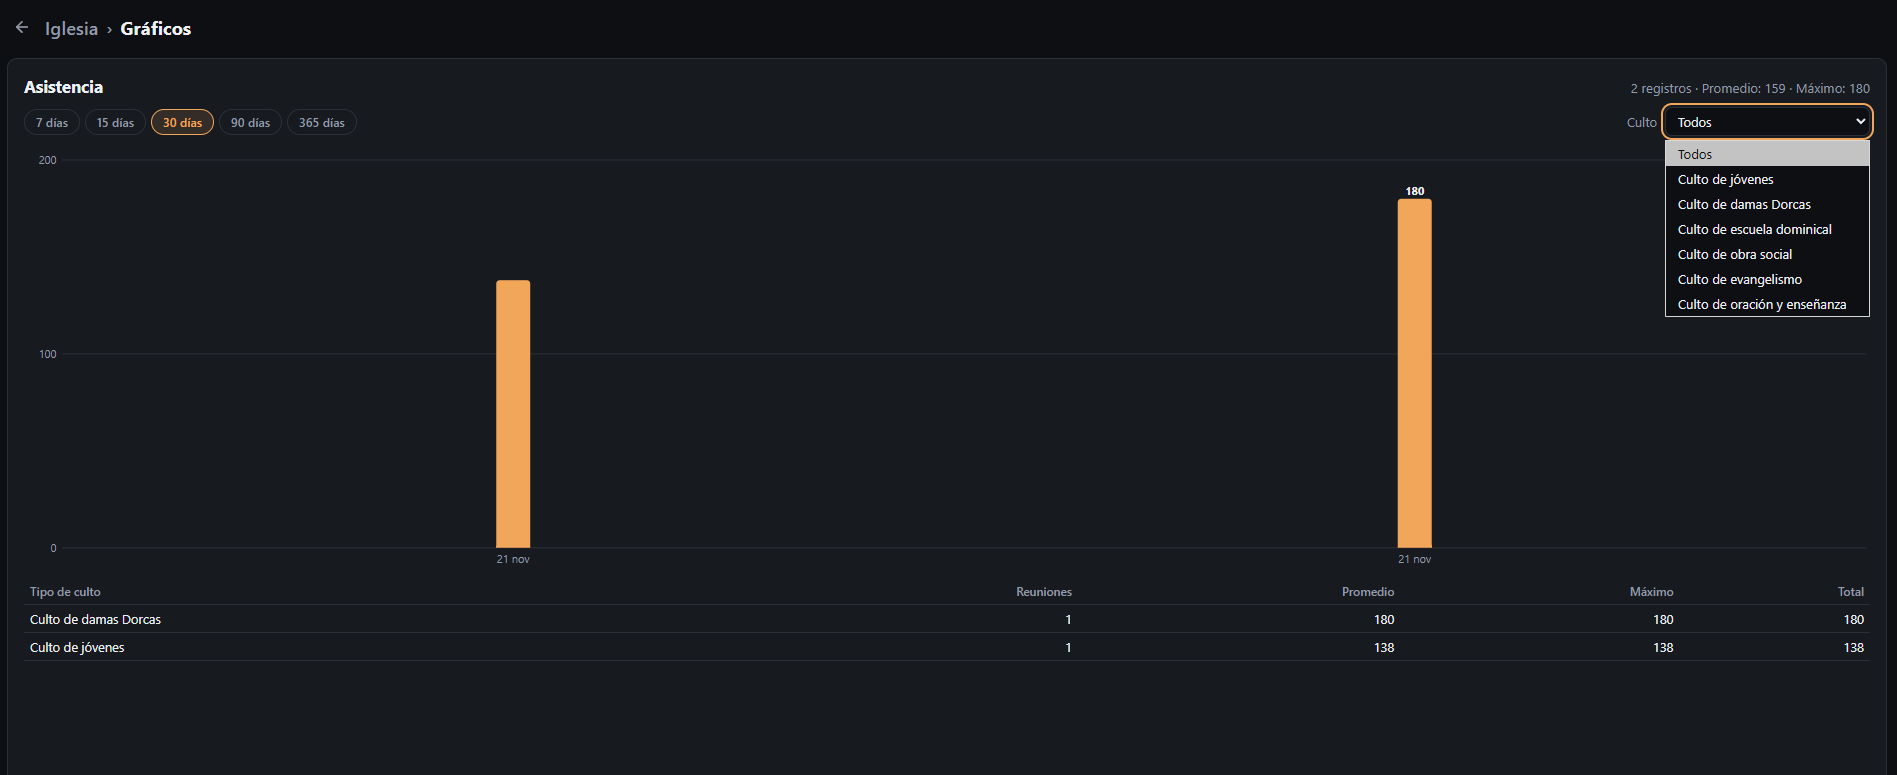 Iglesia › Gráficos
Asistencia
2 registros · Promedio: 159 · Máximo: 180
7 días 15 días 30 días 90 días 365 días
Culto Todos
Todos
Culto de jóvenes
Culto de damas Dorcas
Culto de escuela dominical
Culto de obra social
Culto de evangelismo
Culto de oración y enseñanza
200
180
100
0
21 nov 21 nov
Tipo de culto Reuniones Promedio Máximo Total
Culto de damas Dorcas 1 180 180 180
Culto de jóvenes 1 138 138 138